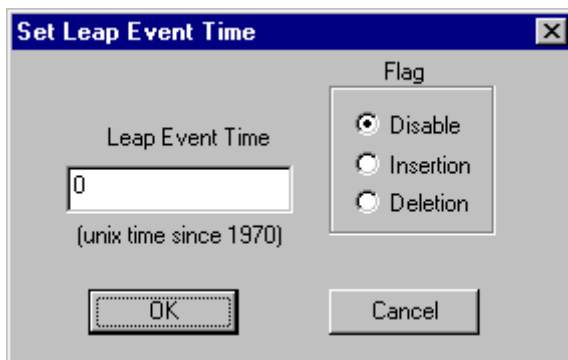 Set Leap Event Time
Flag
Leap Event Time
0
(unix time since 1970)
Disable
Insertion
Deletion
OK
Cancel